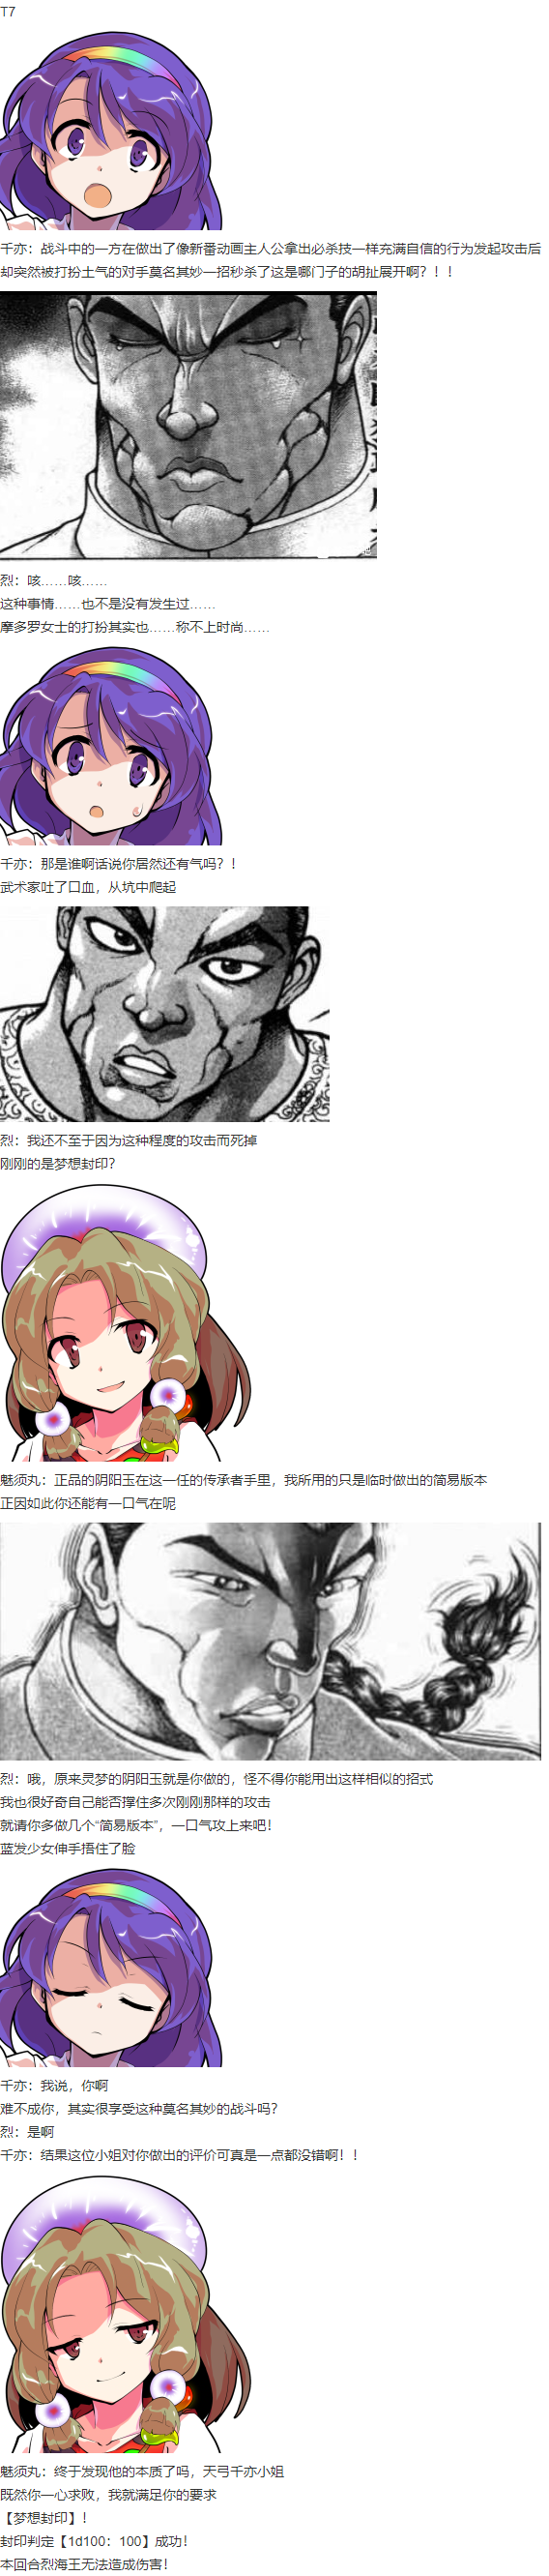 T7
千亦：战斗中的一方在做出了像新番动画主人公拿出必杀技一样充满自信的行为发起攻击后
却突然被打扮土气的对手莫名其妙一招秒杀了这是哪门子的胡扯展开啊？！！
烈：咳……咳……
这种事情……也不是没有发生过……
摩多罗女士的打扮其实也……称不上时尚……
千亦：那是谁啊话说你居然还有气吗？！
武术家吐了口血，从坑中爬起
烈：我还不至于因为这种程度的攻击而死掉
刚刚的是梦想封印？
魅须丸：正品的阴阳玉在这一任的传承者手里，我所用的只是临时做出的简易版本
正因如此你还能有一口气在呢
烈：哦，原来灵梦的阴阳玉就是你做的，怪不得你能用出这样相似的招式
我也很好奇自己能否撑住多次刚刚那样的攻击
就请你多做几个“简易版本”，一口气攻上来吧！
蓝发少女伸手捂住了脸
千亦：我说，你啊
难不成你，其实很享受这种莫名其妙的战斗吗？
烈：是啊
千亦：结果这位小姐对你做出的评价可真是一点都没错啊！！
魅须丸：终于发现他的本质了吗，天弓千亦小姐
既然你一心求败，我就满足你的要求
【梦想封印】！
封印判定【1d100：100】成功！
本回合烈海王无法造成伤害！